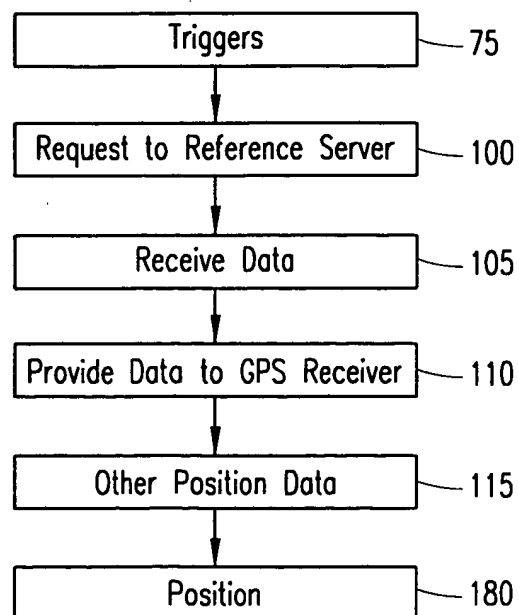 Triggers 75
Request to Reference Server 100
Receive Data 105
Provide Data to GPS Receiver 110
Other Position Data 115
Position 180